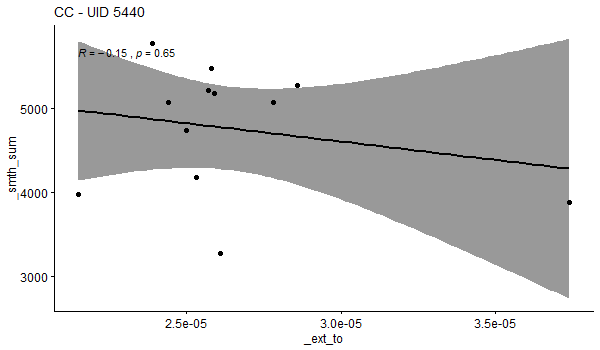 CC - UID 5440
R = −0.15 , p = 0.65
5000
4000
3000
_smth_sum
2.5e-05 3.0e-05 3.5e-05
_ext_to